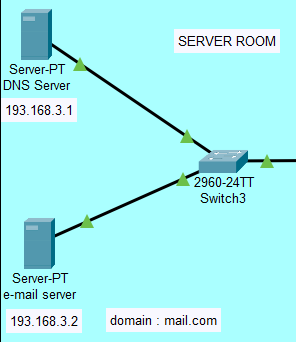 SERVER ROOM
Server-PT
DNS Server
193.168.3.1
2960-24TT
Switch3
Server-PT
e-mail server
193.168.3.2
domain : mail.com